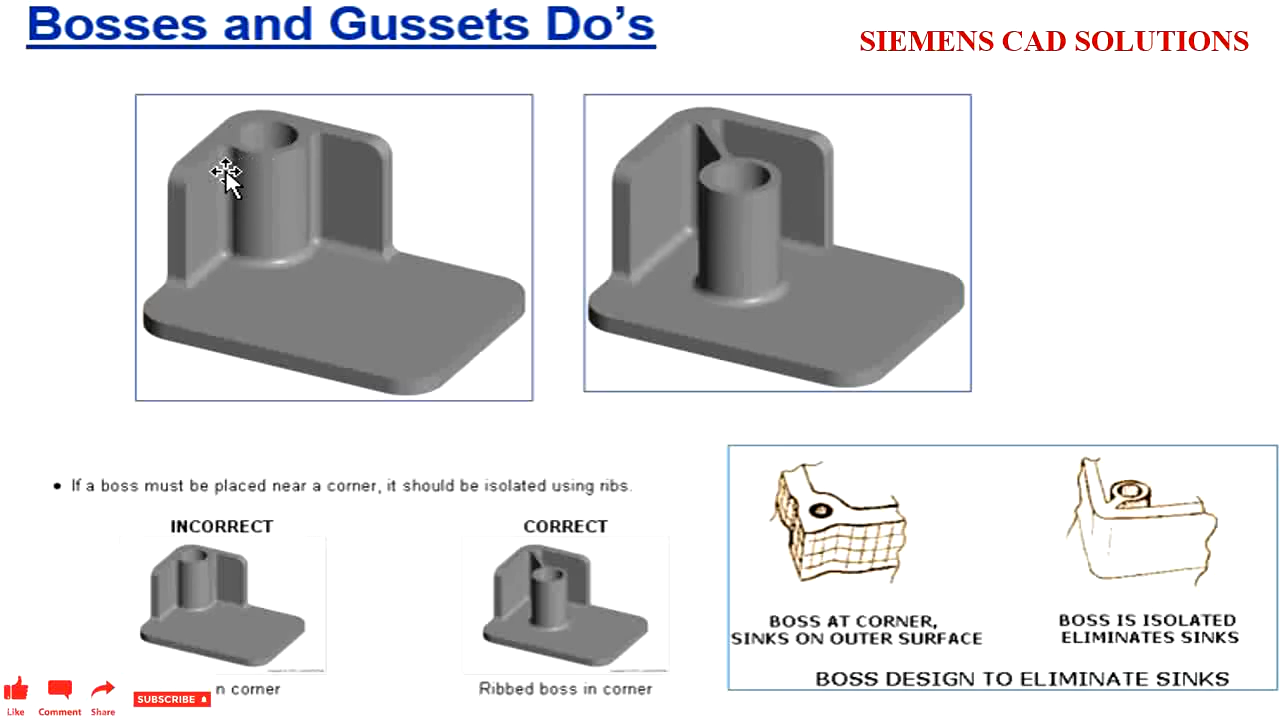 Bosses and Gussets Do's
SIEMENS CAD SOLUTIONS
• If a boss must be placed near a corner, it should be isolated using ribs.
INCORRECT
CORRECT
n corner
Ribbed boss in corner
BOSS AT CORNER,
SINKS ON OUTER SURFACE
BOSS IS ISOLATED
ELIMINATES SINKS
BOSS DESIGN TO ELIMINATE SINKS
Like
Comment
Share
SUBSCRIBE